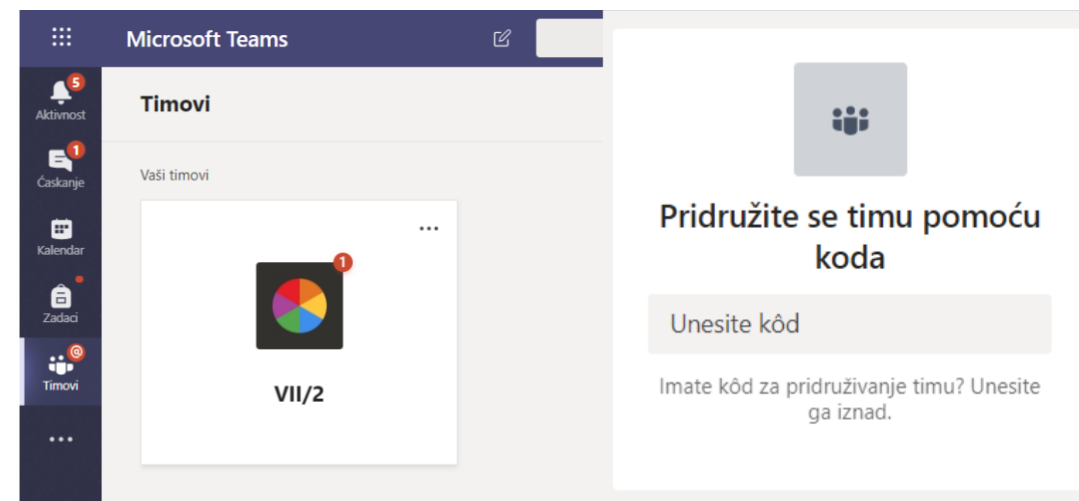 Microsoft Teams
5
Aktivnost
1
Ćaskanje
Kalendar
Zadaci
@
Timovi
Timovi
Vaši timovi
1
VII/2
Pridružite se timu pomoću
koda
Unesite kôd
Imate kôd za pridruživanje timu? Unesite
ga iznad.